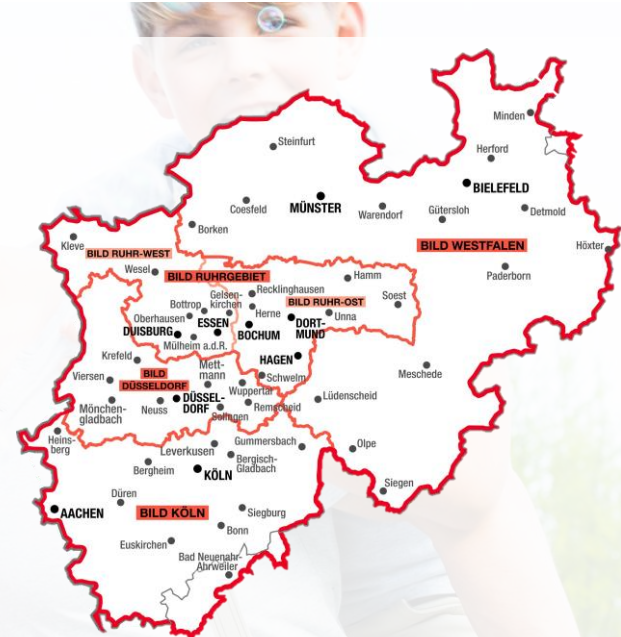 Minden
Steinfurt
Herford
BIELEFELD
Coesfeld
MÜNSTER
Warendorf
Gütersloh
Detmold
Borken
Kleve
BILD RUHR-WEST
BILD WESTFALEN
Höxter
Wesel
BILD RUHRGEBIET
Hamm
Paderborn
Recklinghausen
Gelsen-
kirchen
BILD RUHR-OST
Soest
Bottrop
Oberhausen
Herne
Unna
DUISBURG
ESSEN
BOCHUM
DORT-
MUND
Mülheim a.d.R.
Krefeld
HAGEN
Mett-
mann
Meschede
Viersen
BILD
DÜSSELDORF
Schwelm
Wuppertal
Lüdenscheid
Mönchen-
gladbach
Neuss
DÜSSEL-
DORF
Remscheid
Solingen
Heins-
berg
Gummersbach
Olpe
Leverkusen
Bergheim
Bergisch-
Gladbach
KÖLN
Siegen
Düren
AACHEN
BILD KÖLN
Siegburg
Bonn
Euskirchen
Bad Neuenahr-
Ahrweiler